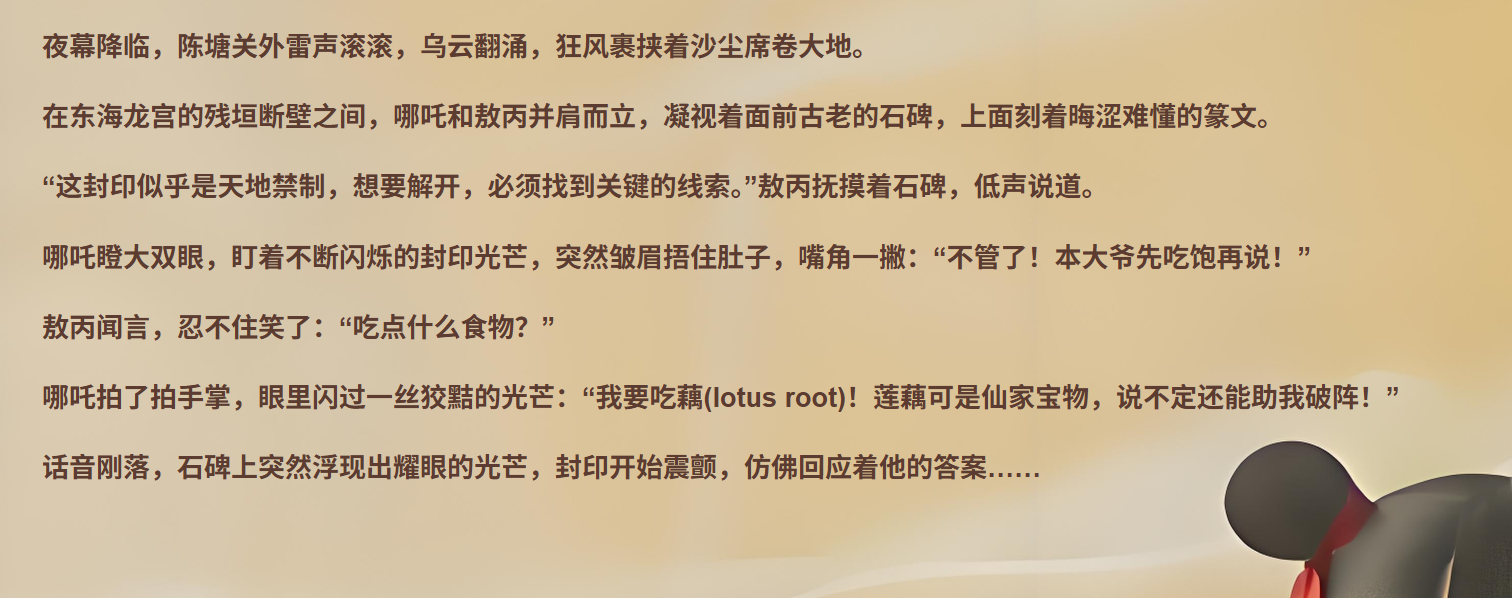 夜幕降临，陈塘关外雷声滚滚，乌云翻涌，狂风裹挟着沙尘席卷大地。
在东海龙宫的残垣断壁之间，哪吒和敖丙并肩而立，凝视着面前古老的石碑，上面刻着晦涩难懂的篆文。
“这封印似乎是天地禁制，想要解开，必须找到关键的线索。”敖丙抚摸着石碑，低声说道。
哪吒瞪大双眼，盯着不断闪烁的封印光芒，突然皱眉捂住肚子，嘴角一撇：“不管了！本大爷先吃饱再说！”
敖丙闻言，忍不住笑了：“吃点什么食物？”
哪吒拍了拍手掌，眼里闪过一丝狡黠的光芒：“我要吃藕(lotus root)！莲藕可是仙家宝物，说不定还能助我破阵！”
话音刚落，石碑上突然浮现出耀眼的光芒，封印开始震颤，仿佛回应着他的答案……